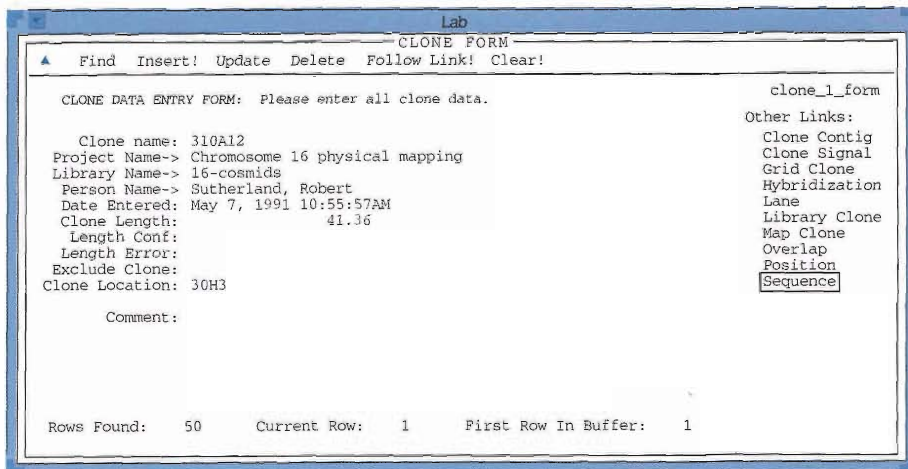 Lab
CLONE FORM
Find Insert! Update Delete Follow Link! Clear!
CLONE DATA ENTRY FORM: Please enter all clone data.
clone_1_form
Clone name: 310A12
Project Name-> Chromosome 16 physical mapping
Library Name-> 16-cosmids
Person Name-> Sutherland, Robert
Date Entered: May 7, 1991 10:55:57AM
Clone Length: 41.36
Length Conf:
Length Error:
Exclude Clone:
Clone Location: 30H3
Comment:
Other Links:
Clone Contig
Clone Signal
Grid Clone
Hybridization
Lane
Library Clone
Map Clone
Overlap
Position
Sequence
Rows Found: 50 Current Row: 1 First Row In Buffer: 1